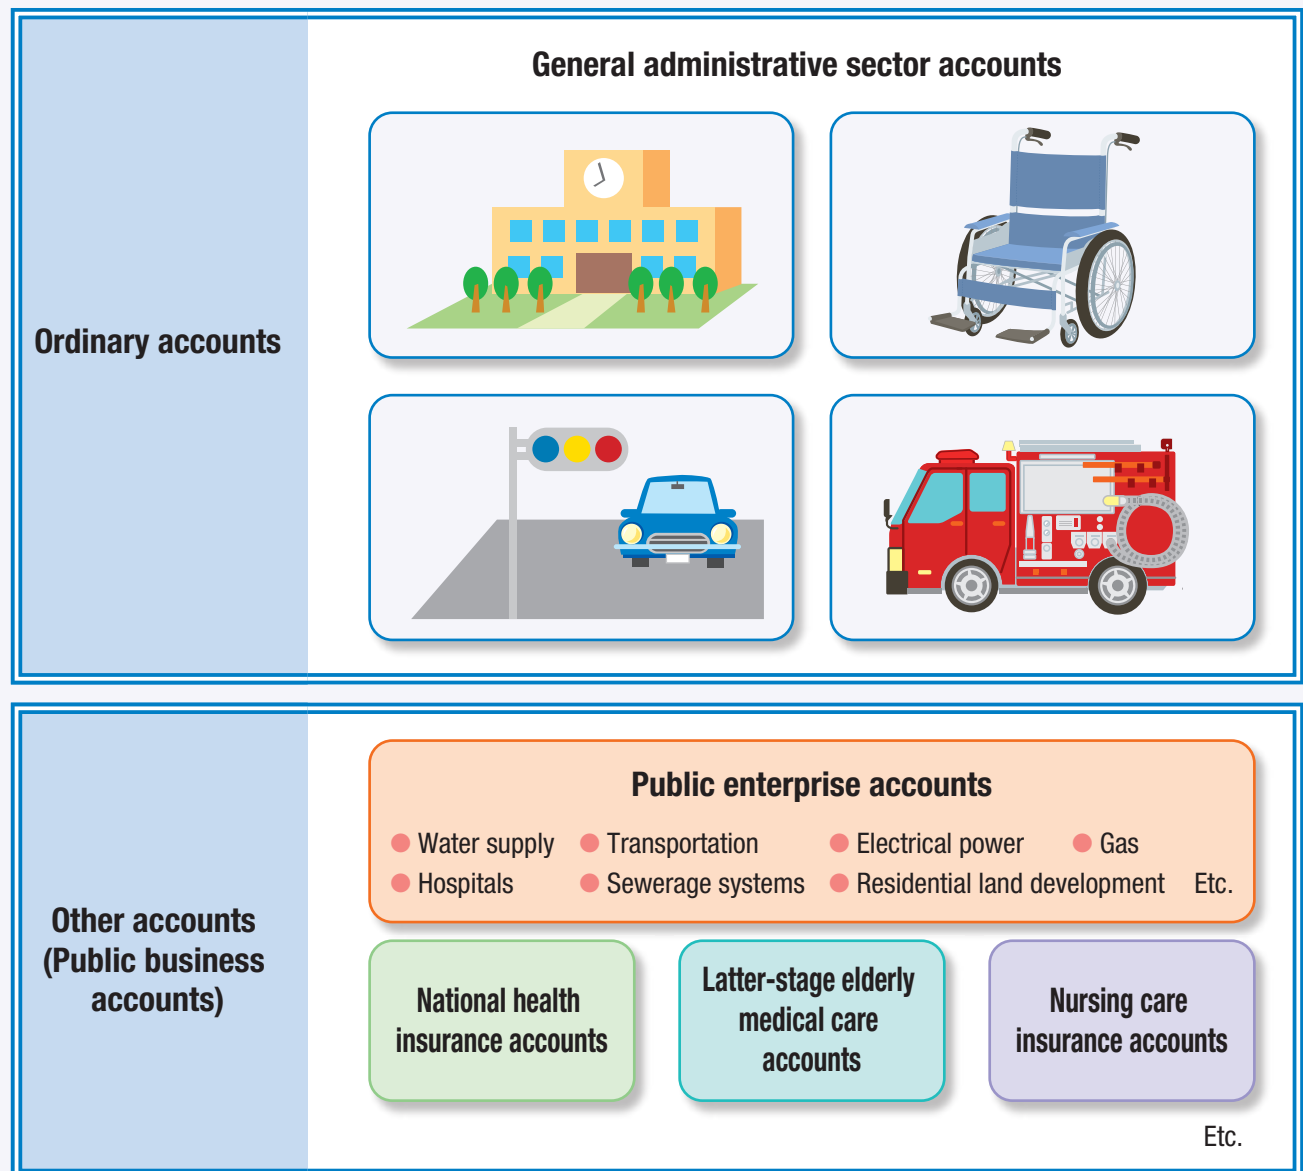 General administrative sector accounts
Ordinary accounts
Other accounts
(Public business
accounts)
Public enterprise accounts
Water supply Transportation Electrical power Gas
Hospitals Sewerage systems Residential land development Etc.
National health
insurance accounts
Latter-stage elderly
medical care
accounts
Nursing care
insurance accounts
Etc.